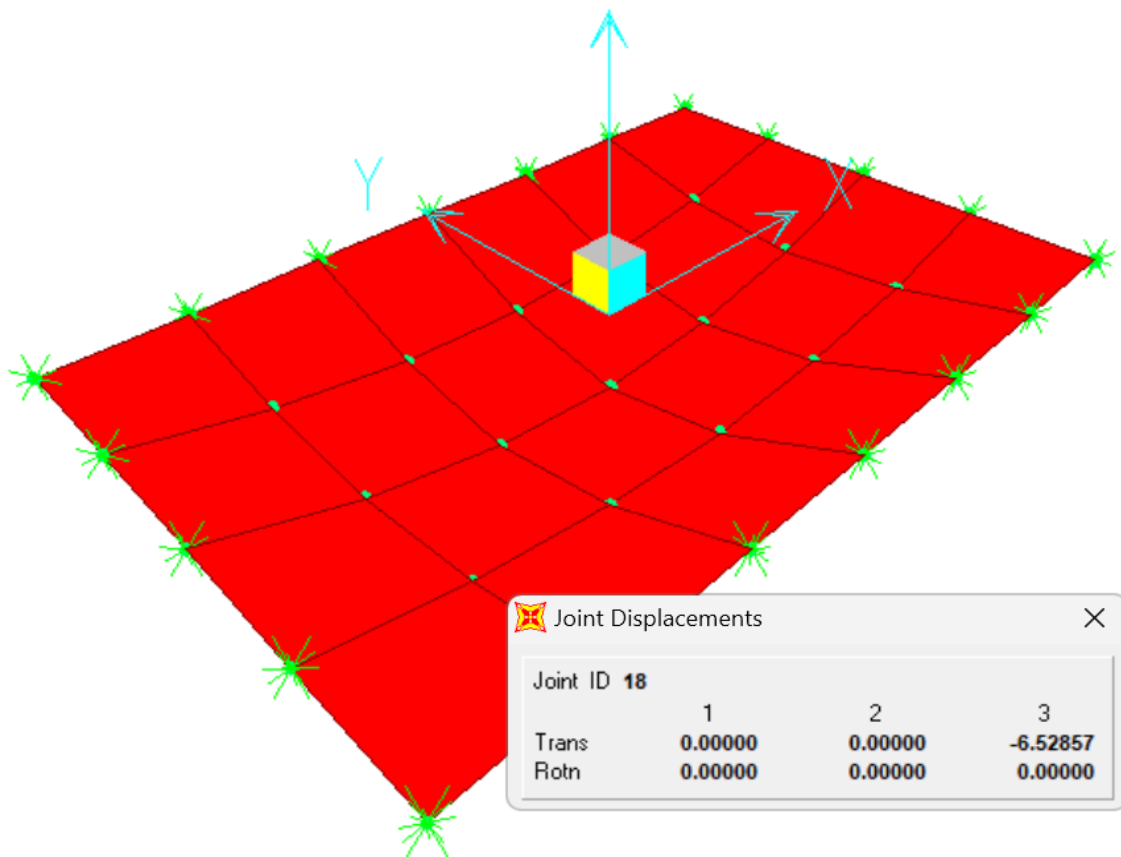 Y
X
Joint Displacements
Joint ID 18
1 2 3
Trans 0.00000 0.00000 -6.52857
Rotn 0.00000 0.00000 0.00000